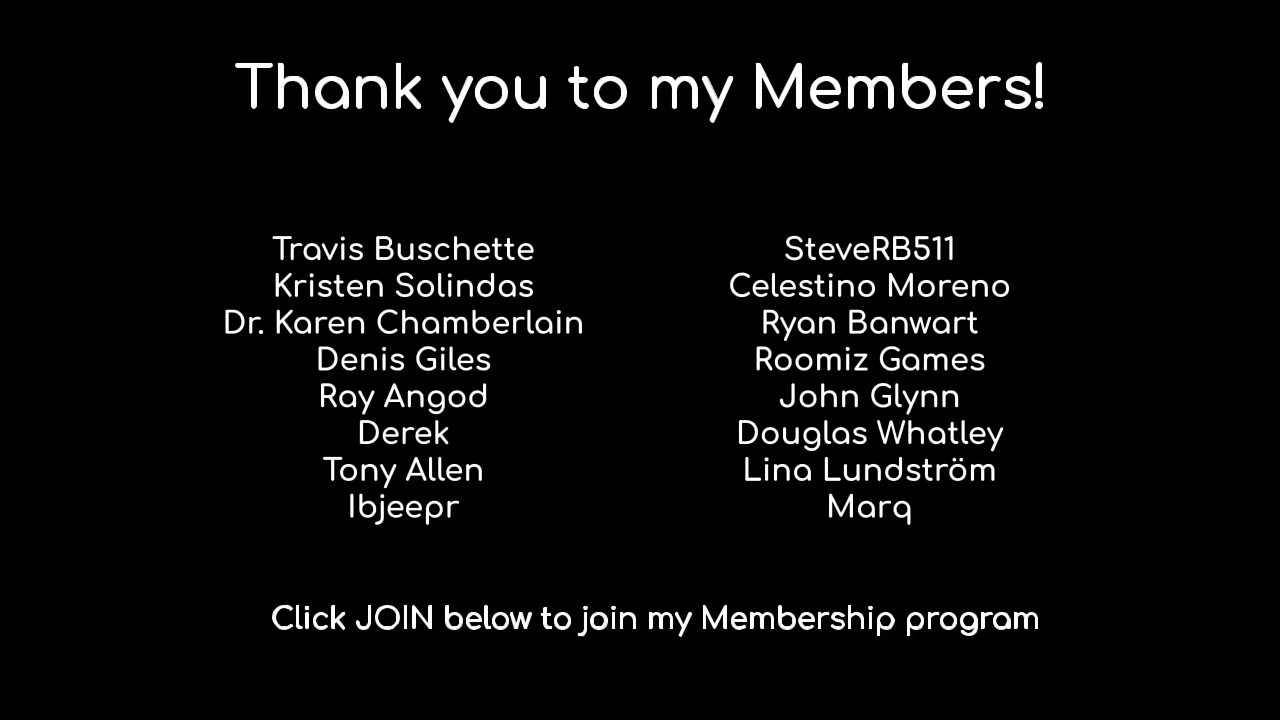 Thank you to my Members!
Travis Buschette
Kristen Solindas
Dr. Karen Chamberlain
Denis Giles
Ray Angod
Derek
Tony Allen
Ibjeepr
SteveRB511
Celestino Moreno
Ryan Banwart
Roomiz Games
John Glynn
Douglas Whatley
Lina Lundström
Marq
Click JOIN below to join my Membership program